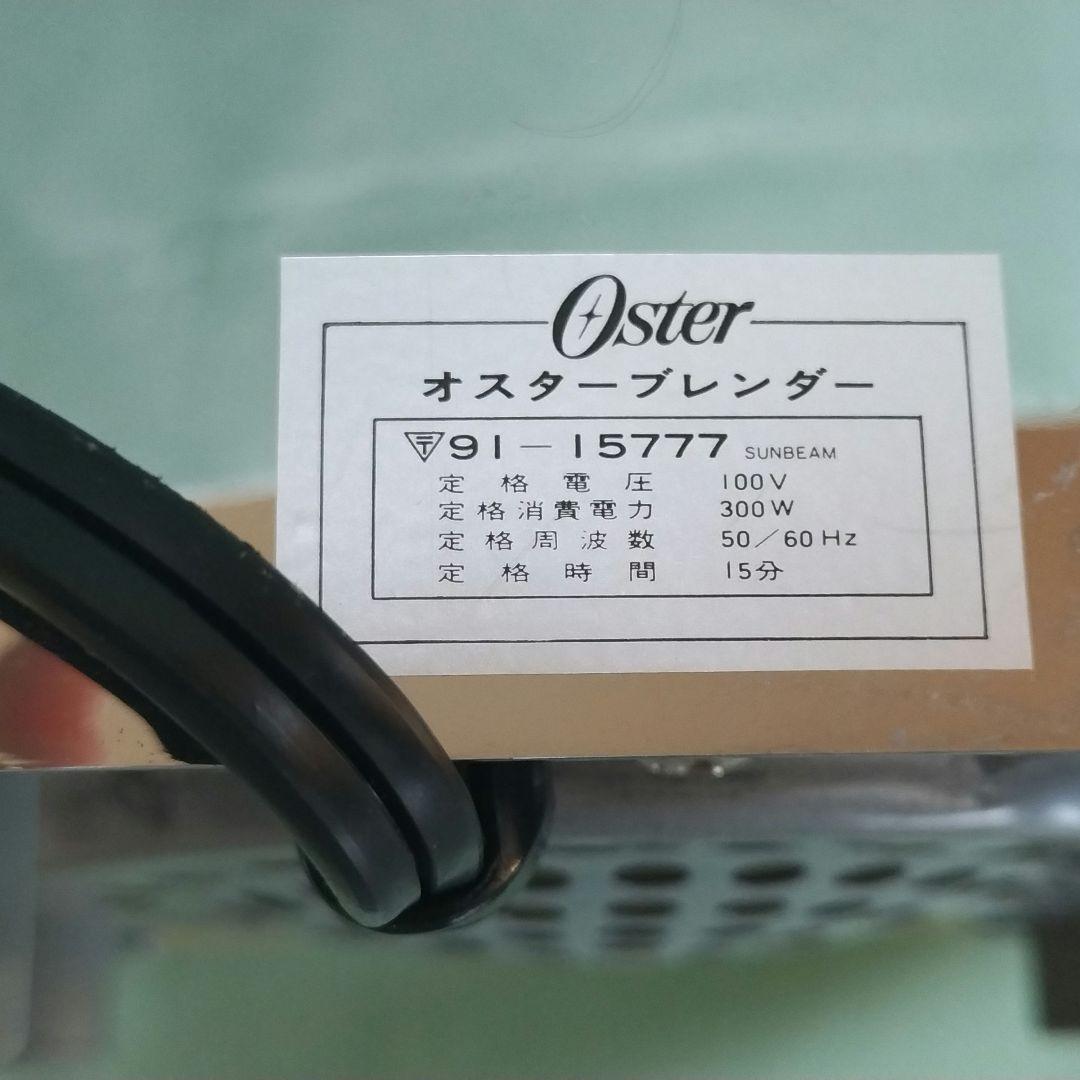 Oster
オスターブレンダー
〒91-15777 SUNBEAM
定格電圧 100V
定格消費電力 300W
定格周波数 50/60Hz
定格時間 15分